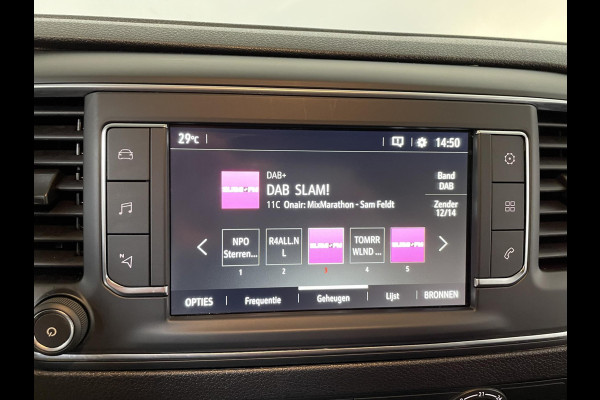 29°C
14:50
DAB+
DAB SLAM!
11C Onair: MixMarathon - Sam Feldt
Band
DAB
Zender
12/14
NPO
Sterren...
R4ALL.N
L
TOMRR
WLND ...
1
2
3
4
5
OPTIES
Frequentie
Geheugen
Lijst
BRONNEN
N
21